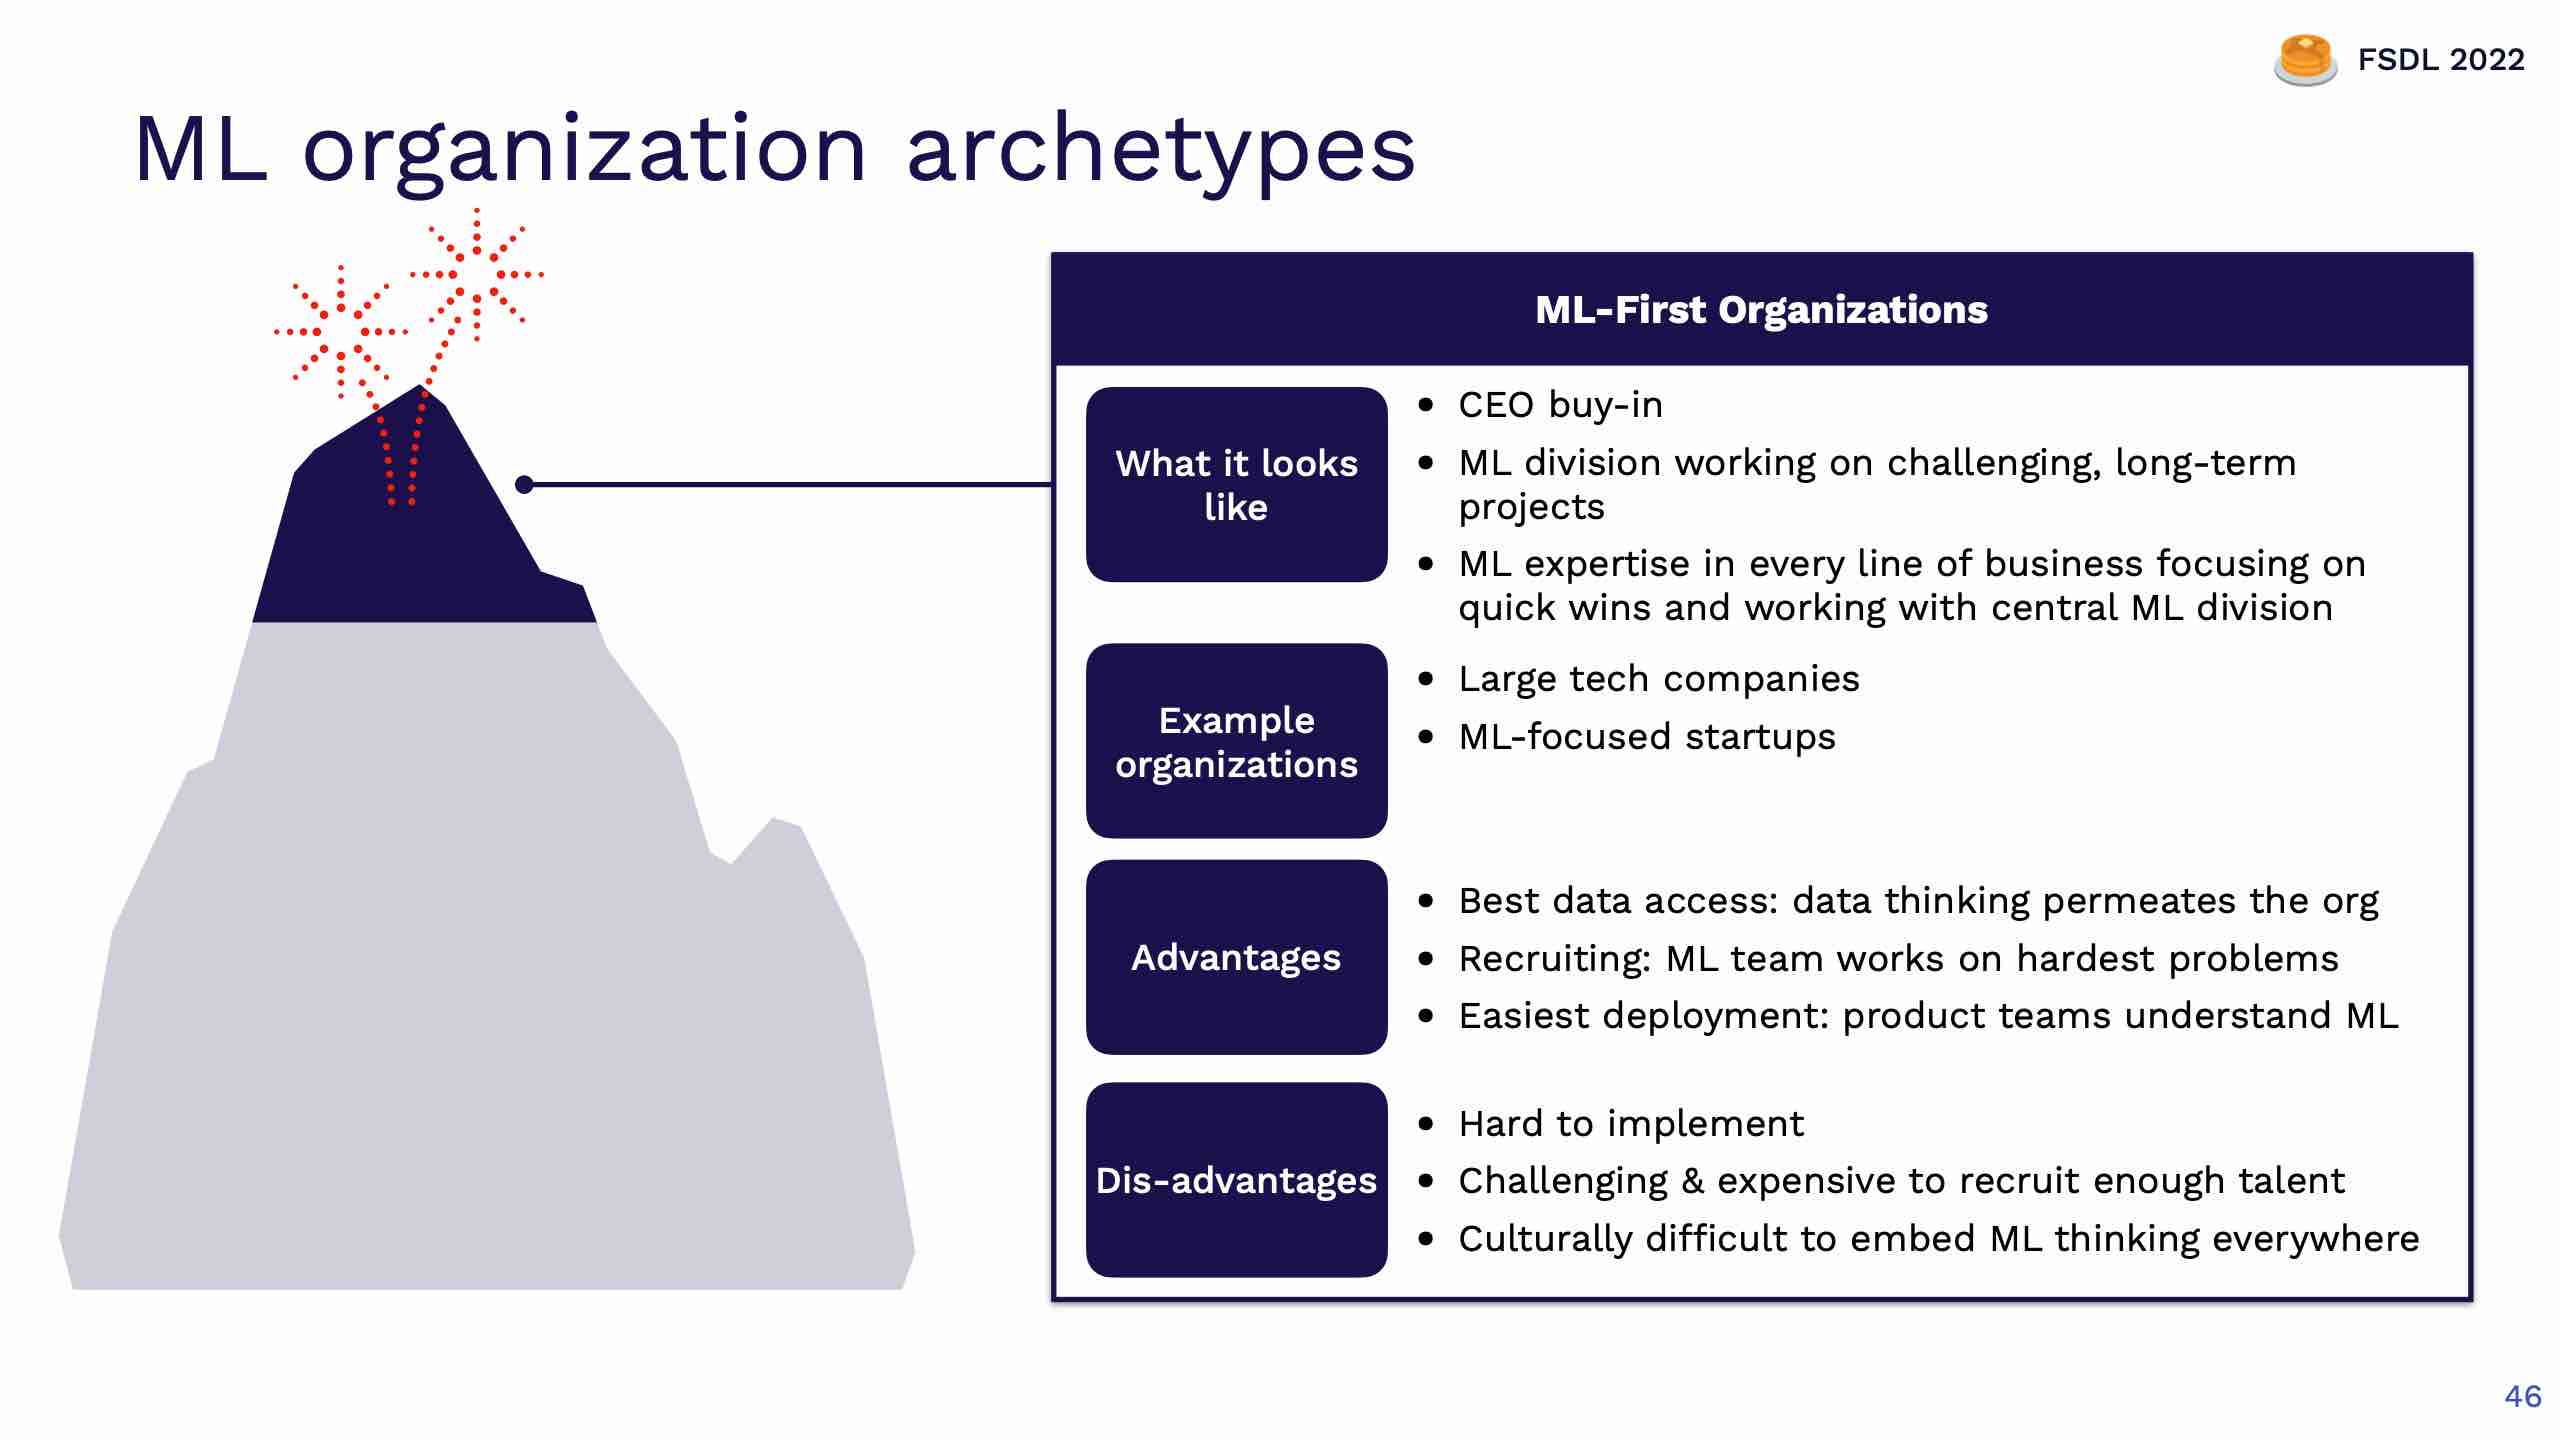 FSDL 2022
ML organization archetypes
ML-First Organizations
What it looks
like
• CEO buy-in
• ML division working on challenging, long-term
projects
• ML expertise in every line of business focusing on
quick wins and working with central ML division
Example
organizations
• Large tech companies
• ML-focused startups
Advantages
• Best data access: data thinking permeates the org
• Recruiting: ML team works on hardest problems
• Easiest deployment: product teams understand ML
Dis-advantages
• Hard to implement
• Challenging & expensive to recruit enough talent
• Culturally difficult to embed ML thinking everywhere
46